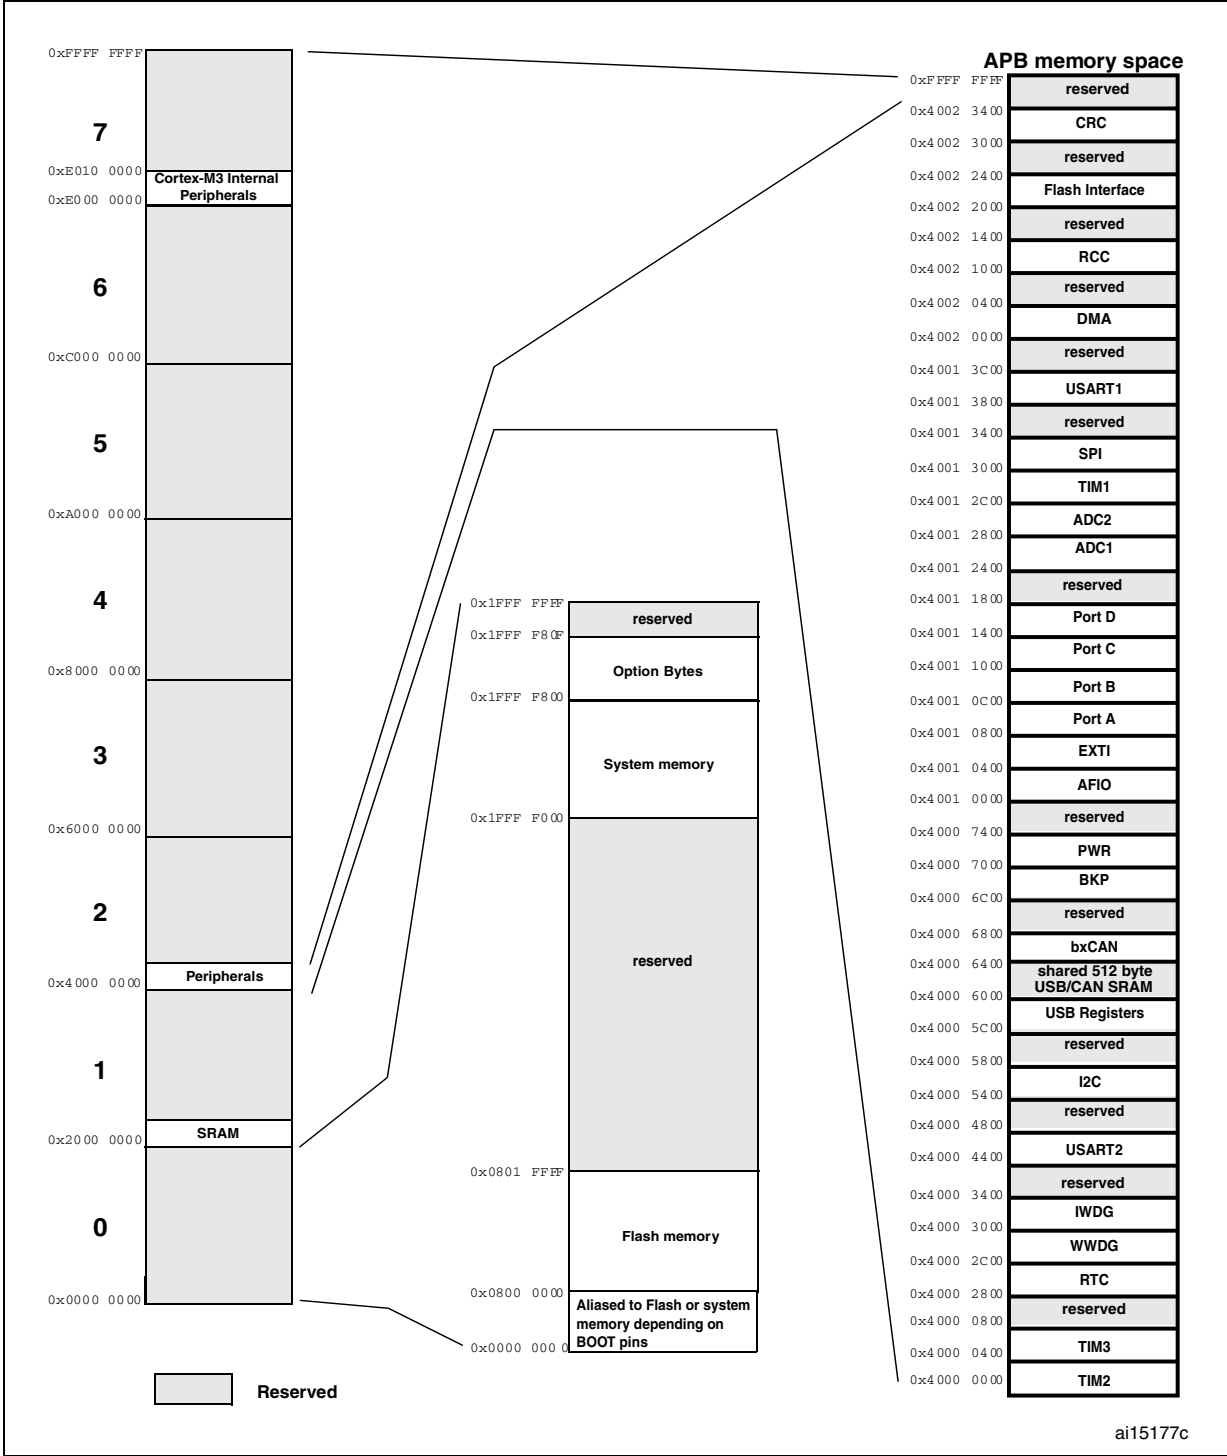 0xFFFF FFFF
7
0xE010 0000
Cortex-M3 Internal
Peripherals
0xE000 0000
6
0xC000 0000
5
0xA000 0000
4
0x8000 0000
3
0x6000 0000
2
Peripherals
0x4000 0000
1
SRAM
0x2000 0000
0
0x0000 0000
Reserved
0x1FFF FFFF
reserved
0x1FFF F80F
Option Bytes
0x1FFF F800
System memory
0x1FFF F000
reserved
0x0801 FFFF
Flash memory
0x0800 0000
Aliased to Flash or system
memory depending on
BOOT pins
0x0000 0000
APB memory space
0xFFFF FFFF
reserved
0x4002 3400
CRC
0x4002 3000
reserved
0x4002 2400
Flash Interface
0x4002 2000
reserved
0x4002 1400
RCC
0x4002 1000
reserved
0x4002 0400
DMA
0x4002 0000
reserved
0x4001 3C00
USART1
0x4001 3800
reserved
0x4001 3400
SPI
0x4001 3000
TIM1
0x4001 2C00
ADC2
0x4001 2800
ADC1
0x4001 2400
reserved
0x4001 1800
Port D
0x4001 1400
Port C
0x4001 1000
Port B
0x4001 0C00
Port A
0x4001 0800
EXTI
0x4001 0400
AFIO
0x4001 0000
reserved
0x4000 7400
PWR
0x4000 7000
BKP
0x4000 6C00
reserved
0x4000 6800
bxCAN
0x4000 6400
shared 512 byte
USB/CAN SRAM
0x4000 6000
USB Registers
0x4000 5C00
reserved
0x4000 5800
I2C
0x4000 5400
reserved
0x4000 4800
USART2
0x4000 4400
reserved
0x4000 3400
IWDG
0x4000 3000
WWDG
0x4000 2C00
RTC
0x4000 2800
reserved
0x4000 0800
TIM3
0x4000 0400
TIM2
0x4000 0000
ai15177c